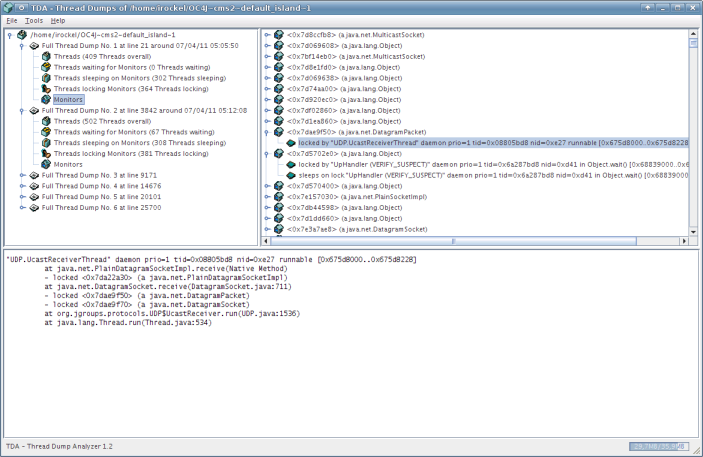 TDA - Thread Dumps of /home/irockel/OC4J~cms2-default_island~1
File Tools Help
/home/irockel/OC4J~cms2-default_island~1
Full Thread Dump No. 1 at line 21 around 07/04/11 05:05:50
Threads (409 Threads overall)
Threads waiting for Monitors (0 Threads waiting)
Threads sleeping on Monitors (302 Threads sleeping)
Threads locking Monitors (364 Threads locking)
Monitors
Full Thread Dump No. 2 at line 3842 around 07/04/11 05:12:08
Threads (502 Threads overall)
Threads waiting for Monitors (67 Threads waiting)
Threads sleeping on Monitors (308 Threads sleeping)
Threads locking Monitors (381 Threads locking)
Monitors
Full Thread Dump No. 3 at line 9171
Full Thread Dump No. 4 at line 14676
Full Thread Dump No. 5 at line 20101
Full Thread Dump No. 6 at line 25700
<0x7d8ccfb8> (a java.net.MulticastSocket)
<0x7d069608> (a java.lang.Object)
<0x7bf14eb0> (a java.net.MulticastSocket)
<0x7d8e1fd0> (a java.lang.Object)
<0x7d069638> (a java.lang.Object)
<0x7d74aa00> (a java.lang.Object)
<0x7d920ec0> (a java.lang.Object)
<0x7df02860> (a java.lang.Object)
<0x7d1ea860> (a java.lang.Object)
<0x7dae9f50> (a java.net.DatagramPacket)
locked by "UDP.UcastReceiverThread" daemon prio=1 tid=0x08805bd8 nid=0xe27 runnable [0x675d8000..0x675d8228]
<0x7d5702e0> (a java.lang.Object)
locked by "UpHandler (VERIFY_SUSPECT)" daemon prio=1 tid=0x6a287bd8 nid=0xd41 in Object.wait() [0x68839000..0x6
sleeps on lock "UpHandler (VERIFY_SUSPECT)" daemon prio=1 tid=0x6a287bd8 nid=0xd41 in Object.wait() [0x68839000..
<0x7d570400> (a java.lang.Object)
<0x7e157030> (a java.net.PlainSocketImpl)
<0x7db44598> (a java.lang.Object)
<0x7d1dd660> (a java.lang.Object)
<0x7e3a7ae8> (a java.net.DatagramSocket)
"UDP.UcastReceiverThread" daemon prio=1 tid=0x08805bd8 nid=0xe27 runnable [0x675d8000..0x675d8228]
at java.net.PlainDatagramSocketImpl.receive(Native Method)
- locked <0x7da22a30> (a java.net.PlainDatagramSocketImpl)
at java.net.DatagramSocket.receive(DatagramSocket.java:711)
- locked <0x7dae9f50> (a java.net.DatagramPacket)
- locked <0x7dae9f70> (a java.net.DatagramSocket)
at org.jgroups.protocols.UDP$UcastReceiver.run(UDP.java:1536)
at java.lang.Thread.run(Thread.java:534)
TDA - Thread Dump Analyzer 1.2